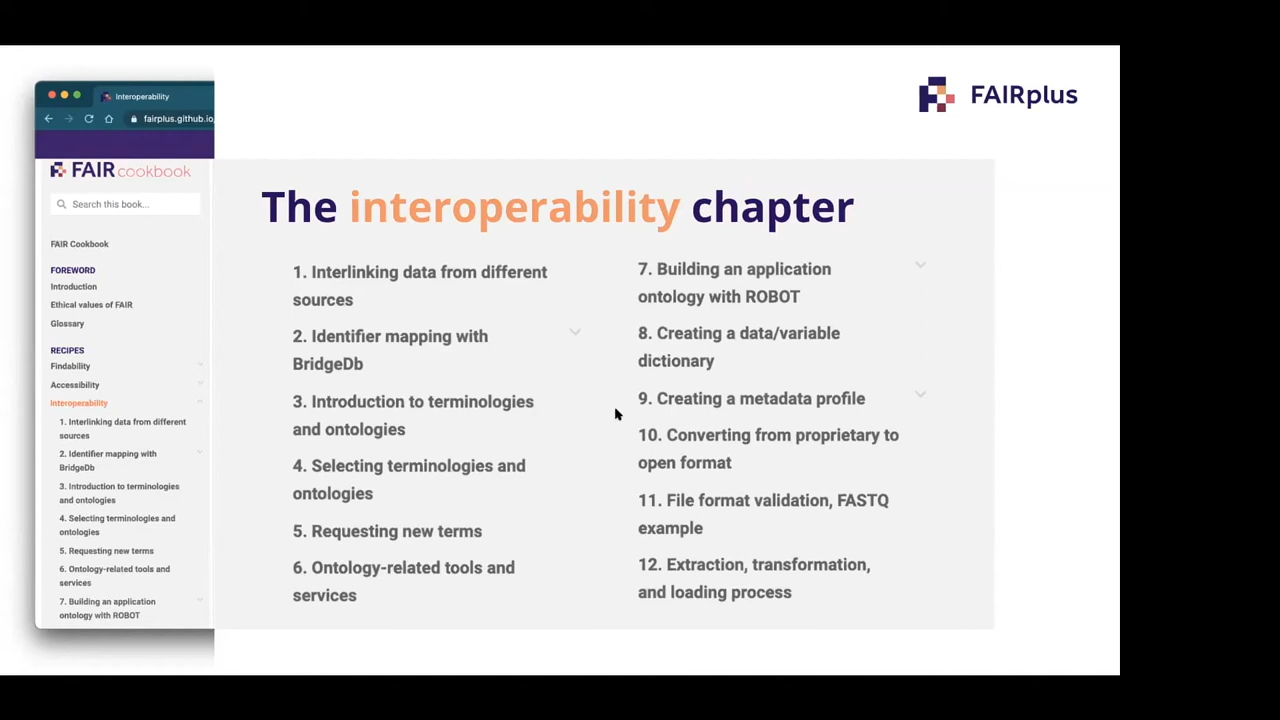 FAIRplus
Interoperability
fairplus.github.io
FAIR cookbook
Search this book...
FAIR Cookbook
FOREWORD
Introduction
Ethical values of FAIR
Glossary
RECIPES
Findability
Accessibility
Interoperability
1. Interlinking data from different
sources
2. Identifier mapping with
BridgeDb
3. Introduction to terminologies
and ontologies
4. Selecting terminologies and
ontologies
5. Requesting new terms
6. Ontology-related tools and
services
7. Building an application
ontology with ROBOT
The interoperability chapter
1. Interlinking data from different
sources
2. Identifier mapping with
BridgeDb
3. Introduction to terminologies
and ontologies
4. Selecting terminologies and
ontologies
5. Requesting new terms
6. Ontology-related tools and
services
7. Building an application
ontology with ROBOT
8. Creating a data/variable
dictionary
9. Creating a metadata profile
10. Converting from proprietary to
open format
11. File format validation, FASTQ
example
12. Extraction, transformation,
and loading process